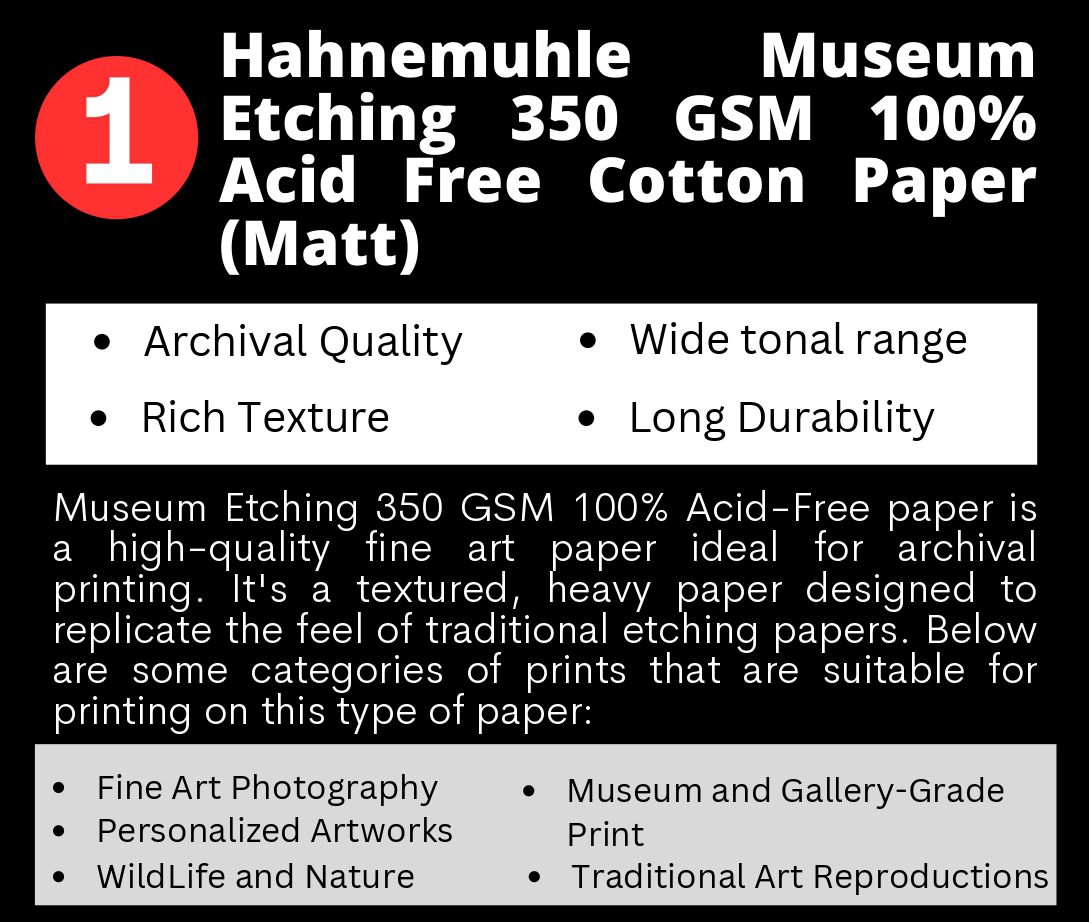 1
Hahnemuhle Museum
Etching 350 GSM 100%
Acid Free Cotton Paper
(Matt)
• Archival Quality
• Wide tonal range
• Rich Texture
• Long Durability
Museum Etching 350 GSM 100% Acid-Free paper is
a high-quality fine art paper ideal for archival
printing. It's a textured, heavy paper designed to
replicate the feel of traditional etching papers. Below
are some categories of prints that are suitable for
printing on this type of paper:
• Fine Art Photography
• Personalized Artworks
• WildLife and Nature
• Museum and Gallery-Grade
Print
• Traditional Art Reproductions